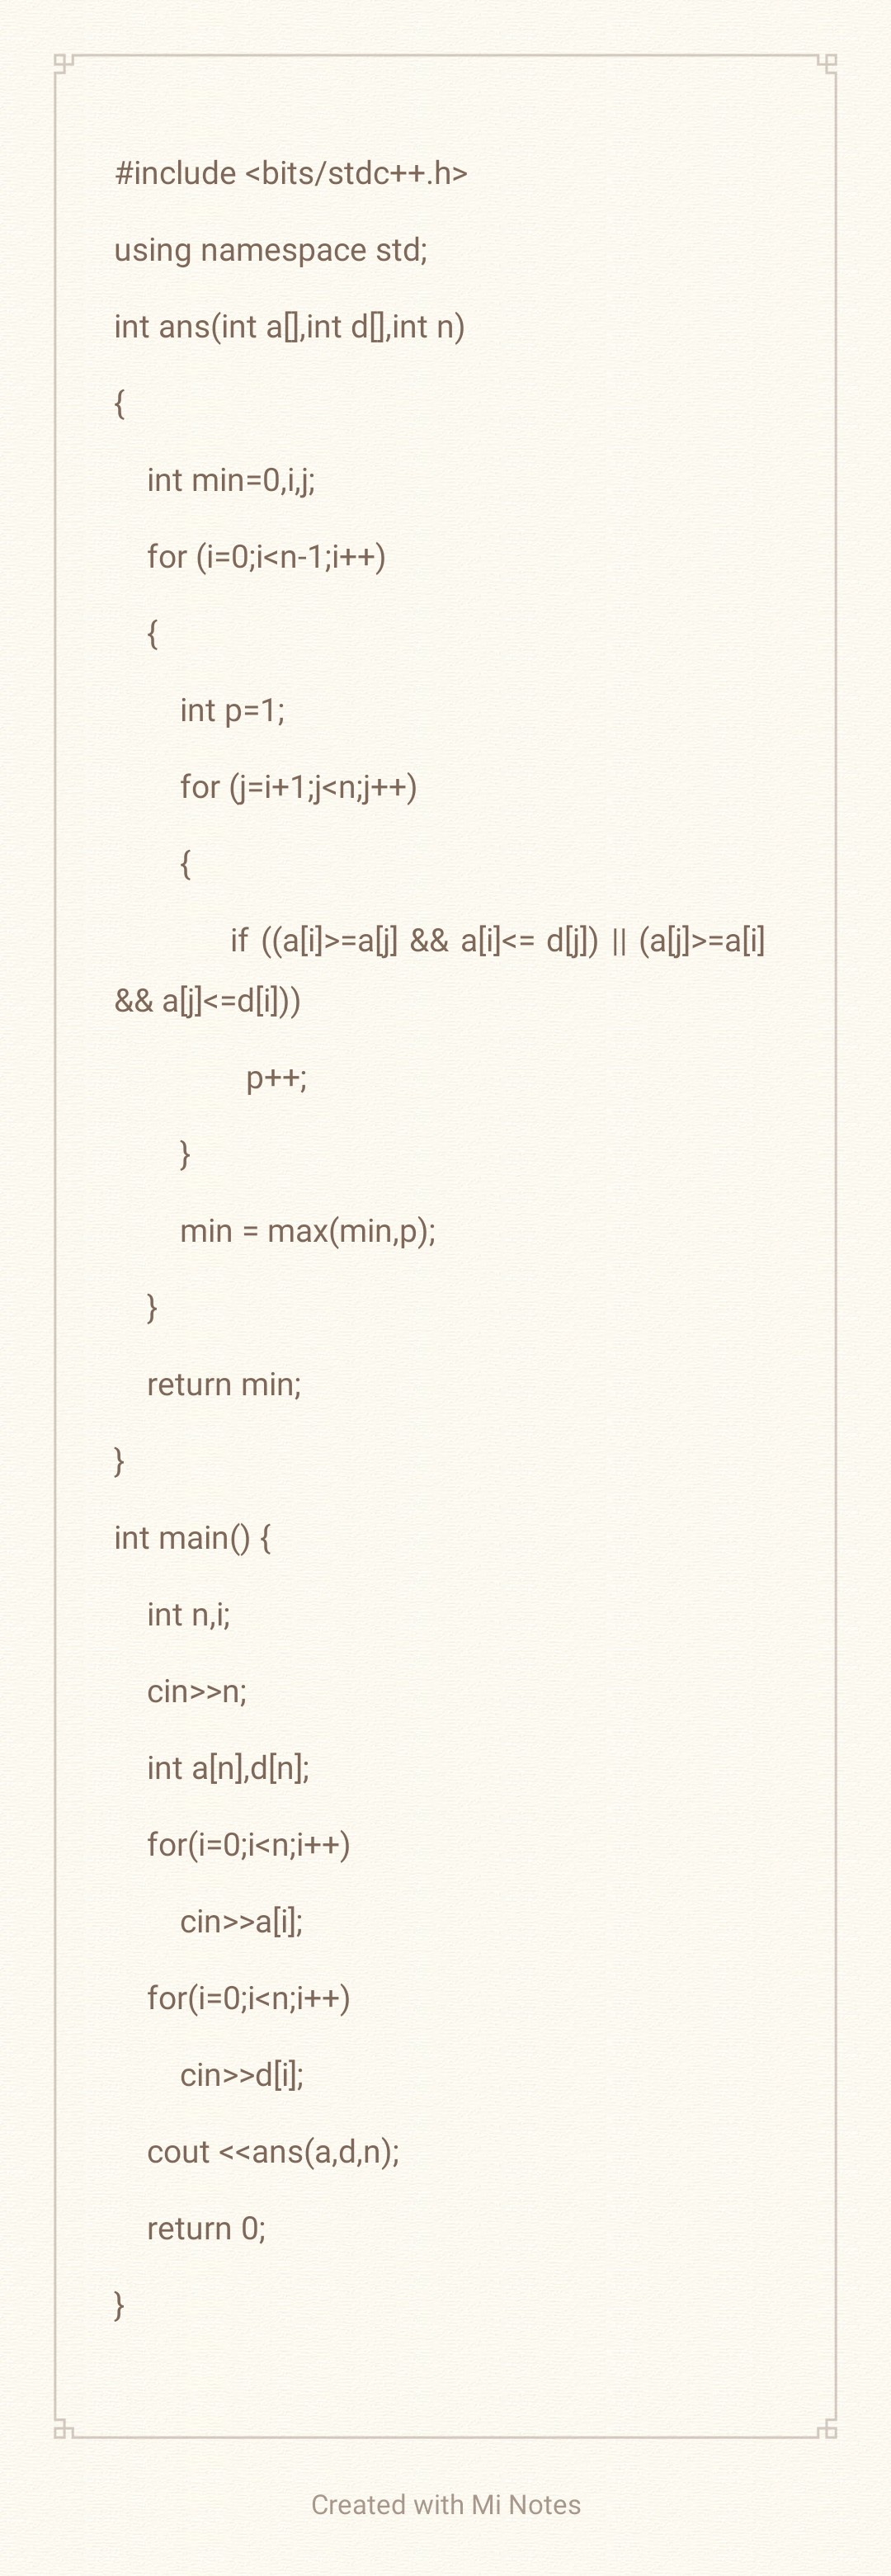 #include <bits/stdc++.h>
using namespace std;
int ans(int a[],int d[],int n)
{
int min=0,i,j;
for (i=0;i<n-1;i++)
{
int p=1;
for (j=i+1;j<n;j++)
{
if ((a[i]>=a[j] && a[i]<= d[j]) || (a[j]>=a[i]
&& a[j]<=d[i]))
p++;
}
min = max(min,p);
}
return min;
}
int main() {
int n,i;
cin>>n;
int a[n],d[n];
for(i=0;i<n;i++)
cin>>a[i];
for(i=0;i<n;i++)
cin>>d[i];
cout <<ans(a,d,n);
return 0;
}
Created with Mi Notes